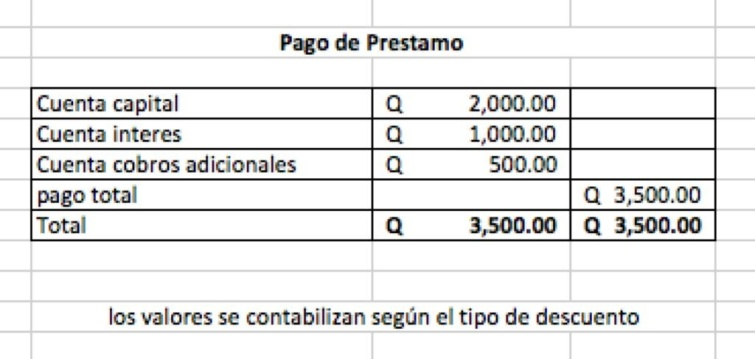 Pago de Prestamo
Cuenta capital Q 2,000.00
Cuenta interes Q 1,000.00
Cuenta cobros adicionales Q 500.00
pago total Q 3,500.00
Total Q 3,500.00 Q 3,500.00
los valores se contabilizan según el tipo de descuento